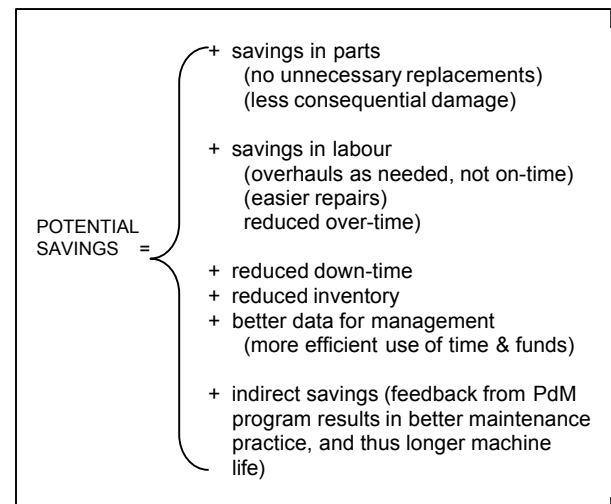 + savings in parts
(no unnecessary replacements)
(less consequential damage)
+ savings in labour
(overhauls as needed, not on-time)
(easier repairs)
reduced over-time)
POTENTIAL
SAVINGS =
+ reduced down-time
+ reduced inventory
+ better data for management
(more efficient use of time & funds)
+ indirect savings (feedback from PdM
program results in better maintenance
practice, and thus longer machine
life)